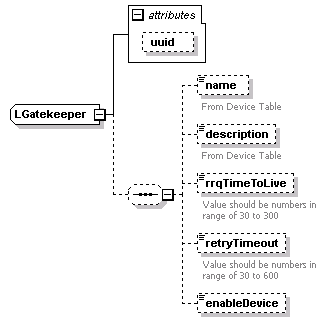 attributes
uuid
LGatekeeper
name
From Device Table
description
From Device Table
rrqTimeToLive
Value should be numbers in
range of 30 to 300
retryTimeout
Value should be numbers in
range of 30 to 600
enableDevice